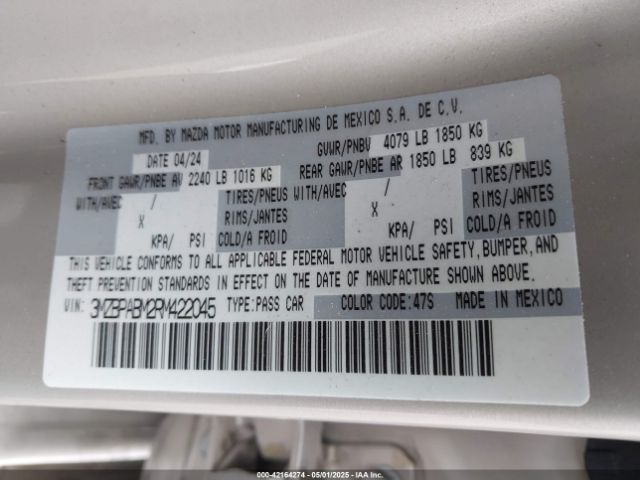 MFD. BY MAZDA MOTOR MANUFACTURING DE MEXICO S.A. DE C.V.
DATE 04/24 GVWR/PNBV 4079 LB 1850 KG
FRONT GAWR/PNBE AV 2240 LB 1016 KG REAR GAWR/PNBE AR 1850 LB 839 KG
WITH/AVEC / TIRES/PNEUS WITH/AVEC / TIRES/PNEUS
X RIMS/JANTES X RIMS/JANTES
KPA/ PSI COLD/A FROID KPA/ PSI COLD/A FROID
THIS VEHICLE CONFORMS TO ALL APPLICABLE FEDERAL MOTOR VEHICLE SAFETY, BUMPER, AND
THEFT PREVENTION STANDARDS IN EFFECT ON THE DATE OF MANUFACTURE SHOWN ABOVE.
VIN: 3MZBPABM2RM422045 TYPE:PASS CAR COLOR CODE:47S MADE IN MEXICO
000-42164274 - 05/01/2025 - IAAI.com